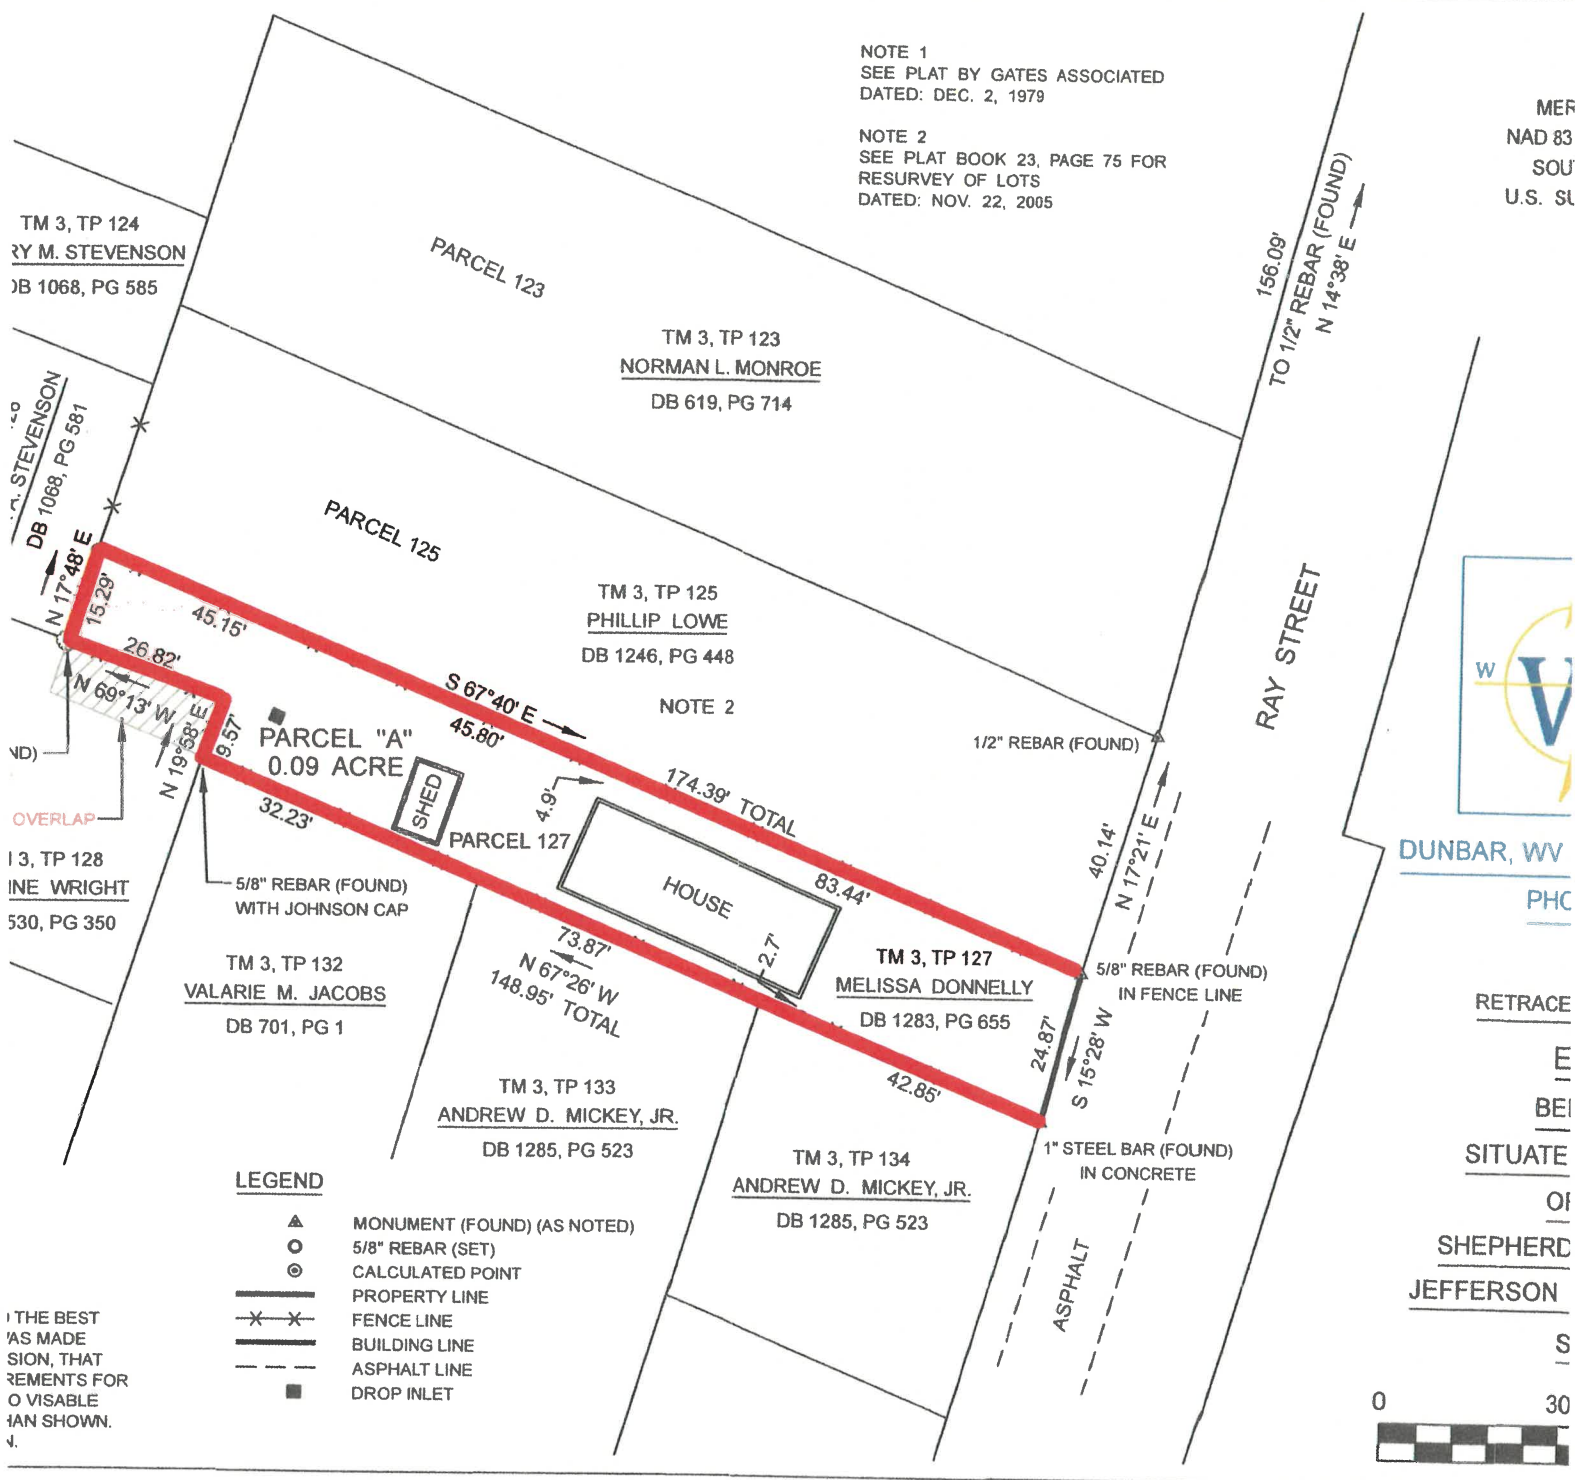 NOTE 1
SEE PLAT BY GATES ASSOCIATED
DATED: DEC. 2, 1979
NOTE 2
SEE PLAT BOOK 23, PAGE 75 FOR
RESURVEY OF LOTS
DATED: NOV. 22, 2005
MER
NAD 83
SOU
U.S. SU
TM 3, TP 124
RY M. STEVENSON
DB 1068, PG 585
PARCEL 123
TM 3, TP 123
NORMAN L. MONROE
DB 619, PG 714
156.09'
TO 1/2" REBAR (FOUND)
N 14°38' E
A. STEVENSON
DB 1068, PG 581
N 17°48' E
15.29'
PARCEL 125
45.15'
TM 3, TP 125
PHILLIP LOWE
DB 1246, PG 448
NOTE 2
RAY STREET
W
26.82'
N 69°13' W
N 19°58' E
9.57'
S 67°40' E
45.80'
174.39' TOTAL
83.44'
1/2" REBAR (FOUND)
ND)
PARCEL "A"
0.09 ACRE
SHED
32.23'
4.9'
PARCEL 127
HOUSE
2.7'
40.14'
N 17°21' E
OVERLAP
3, TP 128
INE WRIGHT
530, PG 350
5/8" REBAR (FOUND)
WITH JOHNSON CAP
DUNBAR, WV
PHO
TM 3, TP 132
VALARIE M. JACOBS
DB 701, PG 1
73.87'
N 67°26' W
148.95' TOTAL
TM 3, TP 127
MELISSA DONNELLY
DB 1283, PG 655
5/8" REBAR (FOUND)
IN FENCE LINE
24.87'
S 15°28' W
42.85'
RETRACE
E
BE
SITUATE
OF
SHEPHERD
JEFFERSON
S
TM 3, TP 133
ANDREW D. MICKEY, JR.
DB 1285, PG 523
TM 3, TP 134
ANDREW D. MICKEY, JR.
DB 1285, PG 523
1" STEEL BAR (FOUND)
IN CONCRETE
ASPHALT
LEGEND
MONUMENT (FOUND) (AS NOTED)
5/8" REBAR (SET)
CALCULATED POINT
PROPERTY LINE
FENCE LINE
BUILDING LINE
ASPHALT LINE
DROP INLET
THE BEST
AS MADE
SION, THAT
REMENTS FOR
O VISABLE
HAN SHOWN.
N.
0 30